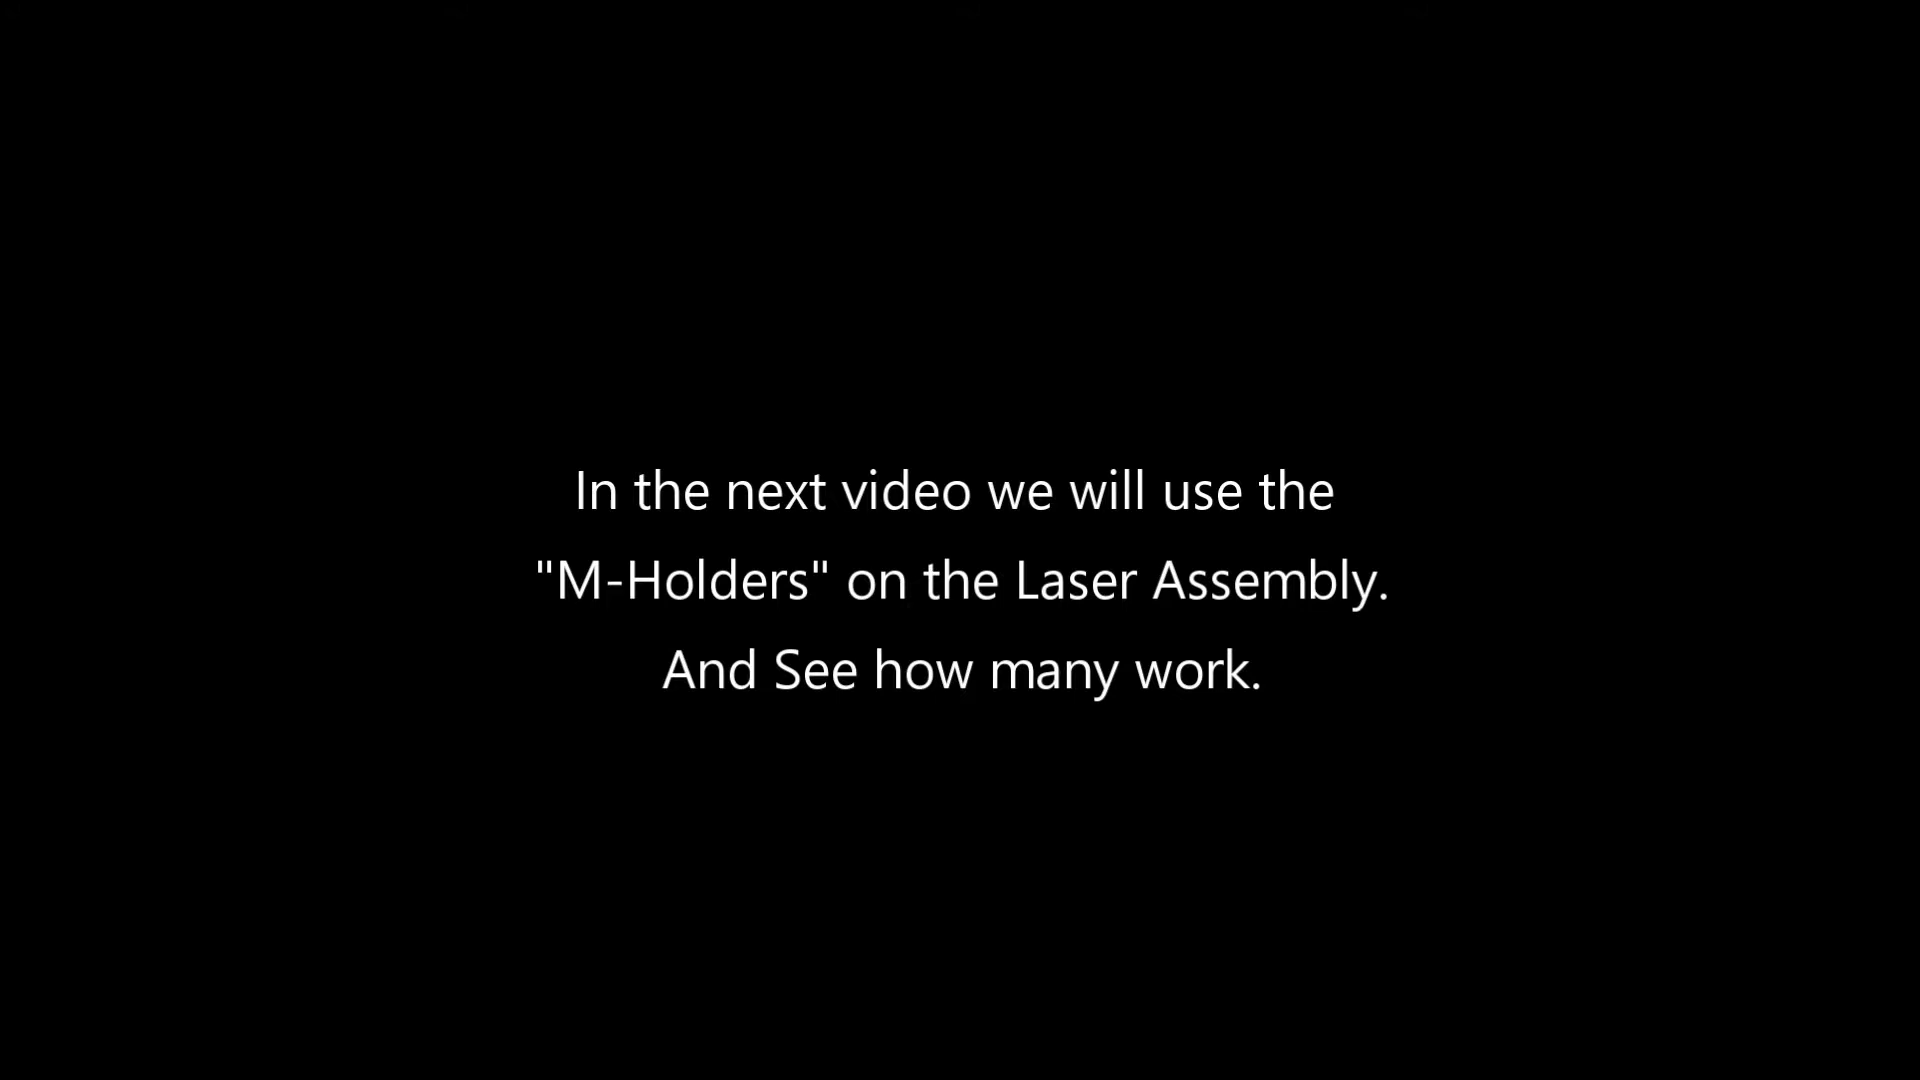 In the next video we will use the
"M-Holders" on the Laser Assembly.
And See how many work.